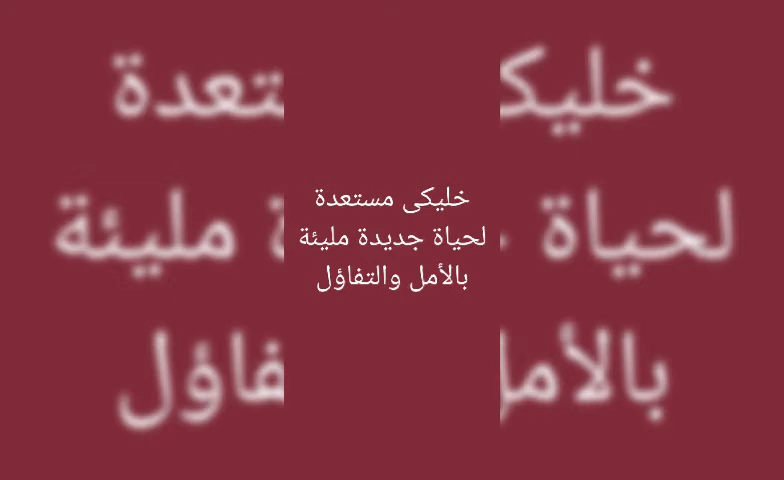 خليكى مستعدة
لحياة جديدة مليئة
بالأمل والتفاؤل